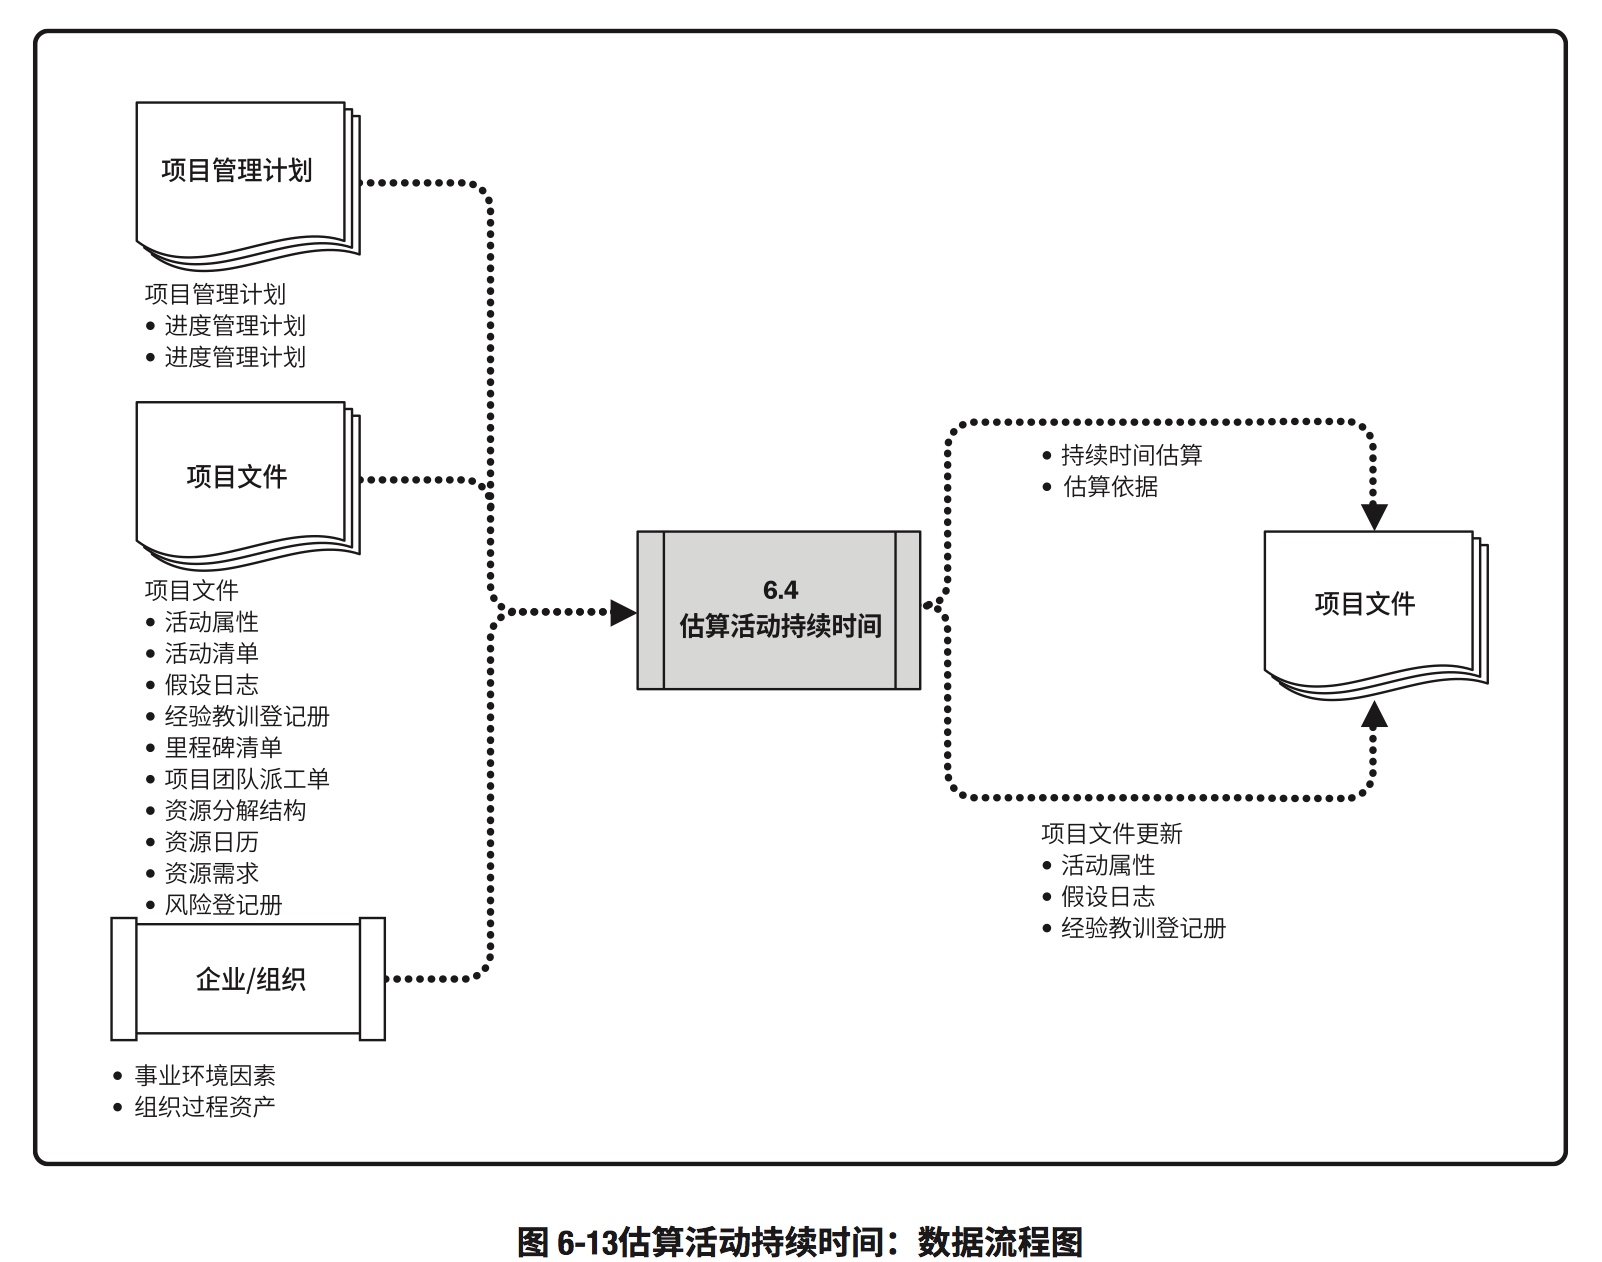 项目管理计划
项目管理计划
• 进度管理计划
• 进度管理计划
项目文件
项目文件
• 活动属性
• 活动清单
• 假设日志
• 经验教训登记册
• 里程碑清单
• 项目团队派工单
• 资源分解结构
• 资源日历
• 资源需求
• 风险登记册
企业/组织
• 事业环境因素
• 组织过程资产
6.4
估算活动持续时间
• 持续时间估算
• 估算依据
项目文件
项目文件更新
• 活动属性
• 假设日志
• 经验教训登记册
图 6-13估算活动持续时间：数据流程图